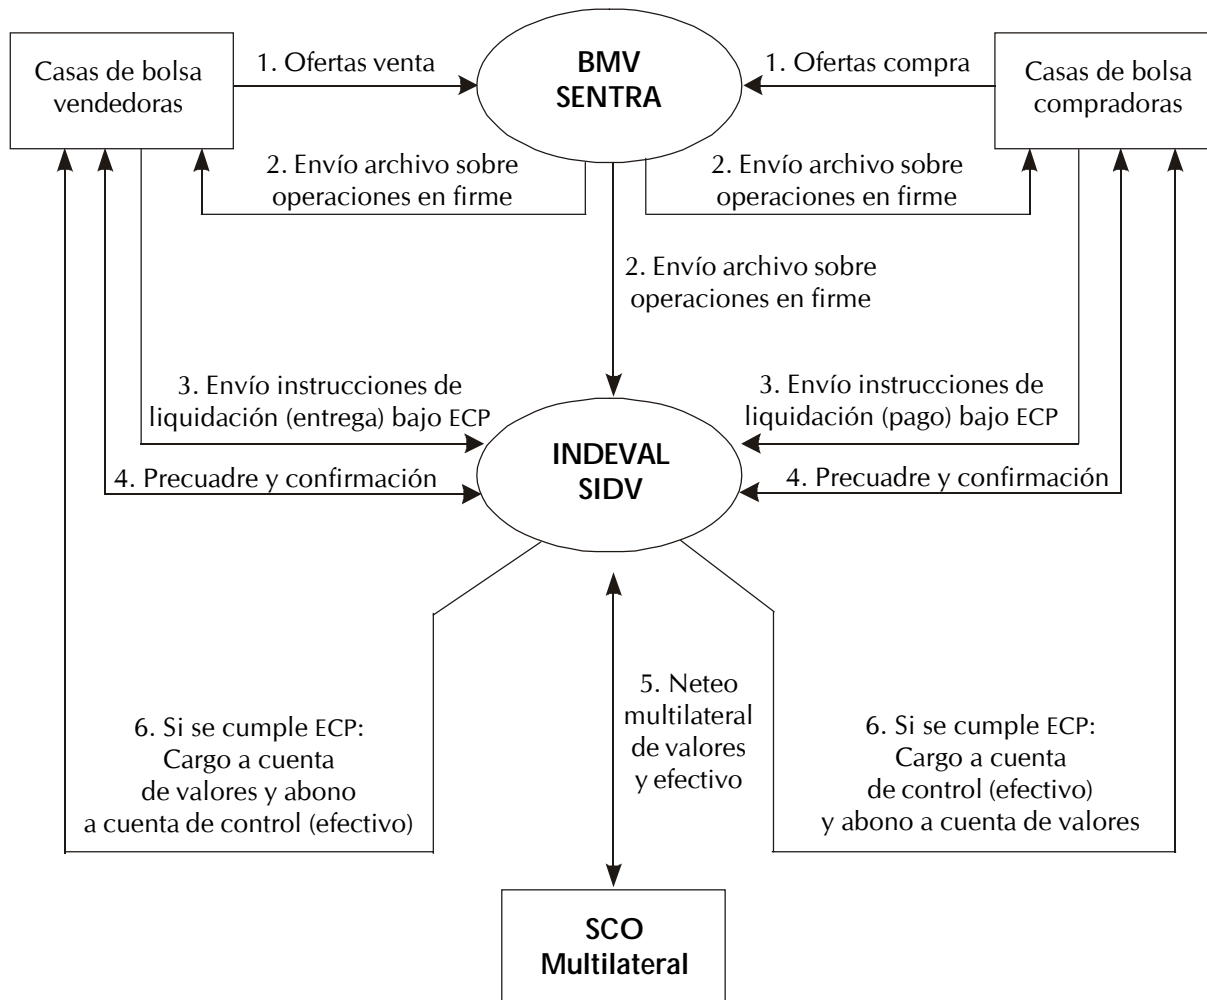 Casas de bolsa
vendedoras
1. Ofertas venta
BMV
SENTRA
1. Ofertas compra
Casas de bolsa
compradoras
2. Envío archivo sobre
operaciones en firme
2. Envío archivo sobre
operaciones en firme
2. Envío archivo sobre
operaciones en firme
3. Envío instrucciones de
liquidación (entrega) bajo ECP
3. Envío instrucciones de
liquidación (pago) bajo ECP
INDEVAL
SIDV
4. Precuadre y confirmación
4. Precuadre y confirmación
5. Neteo
multilateral
de valores
y efectivo
6. Si se cumple ECP:
Cargo a cuenta
de valores y abono
a cuenta de control (efectivo)
6. Si se cumple ECP:
Cargo a cuenta
de control (efectivo)
y abono a cuenta de valores
SCO
Multilateral